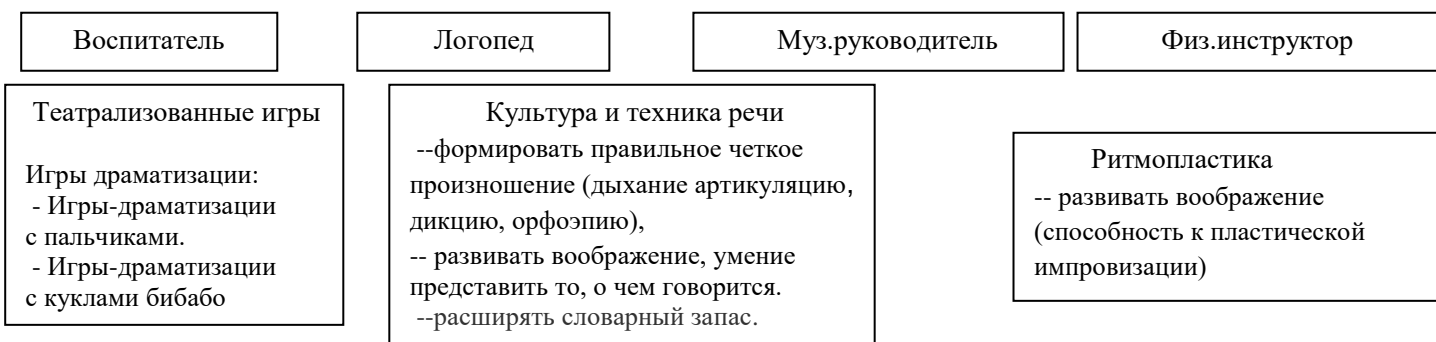 Воспитатель
Логопед
Муз.руководитель
Физ.инструктор
Театрализованные игры
Игры драматизации:
- Игры-драматизации
с пальчиками.
- Игры-драматизации
с куклами бибабо
Культура и техника речи
--формировать правильное четкое
произношение (дыхание артикуляцию,
дикцию, орфоэпию),
-- развивать воображение, умение
представить то, о чем говорится.
--расширять словарный запас.
Ритмопластика
-- развивать воображение
(способность к пластической
импровизации)